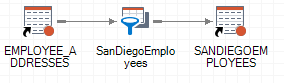 EMPLOYEE_A
DDRESSES
SanDiegoEmplo
yees
SANDIEGOEM
PLOYEES